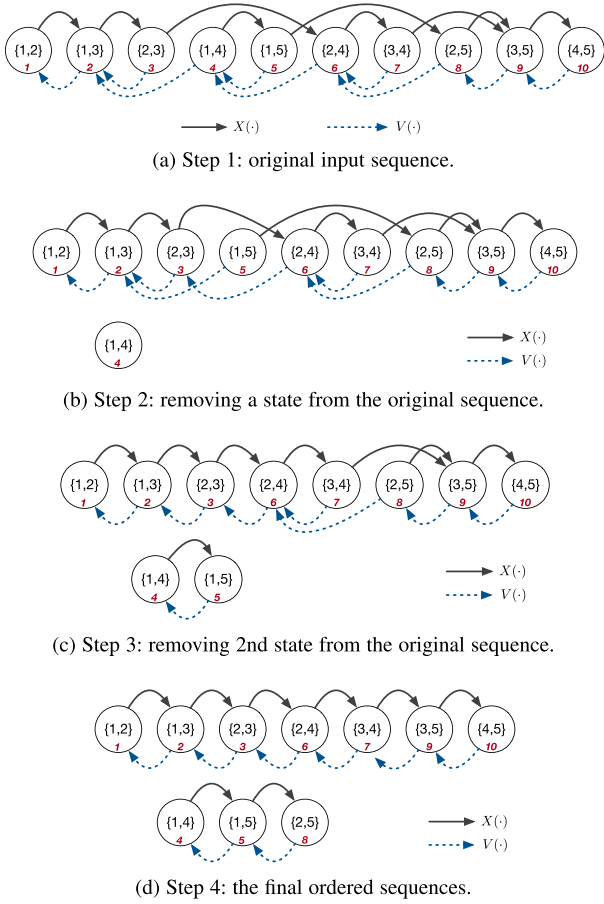 {1,2} {1,3} {2,3} {1,4} {1,5} {2,4} {3,4} {2,5} {3,5} {4,5}
1 2 3 4 5 6 7 8 9 10
X(·) V(·)
(a) Step 1: original input sequence.
{1,2} {1,3} {2,3} {1,5} {2,4} {3,4} {2,5} {3,5} {4,5}
1 2 3 5 6 7 8 9 10
{1,4}
4
X(·)
V(·)
(b) Step 2: removing a state from the original sequence.
{1,2} {1,3} {2,3} {2,4} {3,4} {2,5} {3,5} {4,5}
1 2 3 6 7 8 9 10
{1,4} {1,5}
4 5
X(·)
V(·)
(c) Step 3: removing 2nd state from the original sequence.
{1,2} {1,3} {2,3} {2,4} {3,4} {3,5} {4,5}
1 2 3 6 7 9 10
{1,4} {1,5} {2,5}
4 5 8
X(·)
V(·)
(d) Step 4: the final ordered sequences.